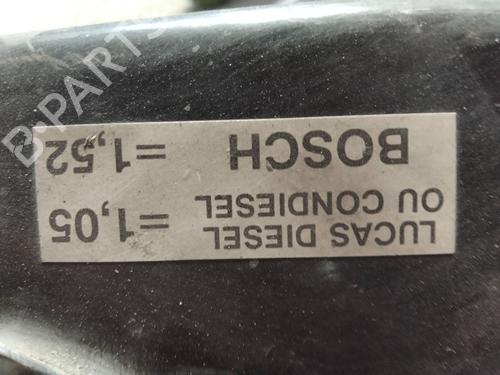 LUCAS DIESEL
OU CONDIESEL =1,05
BOSCH =1,52
B-PARTS